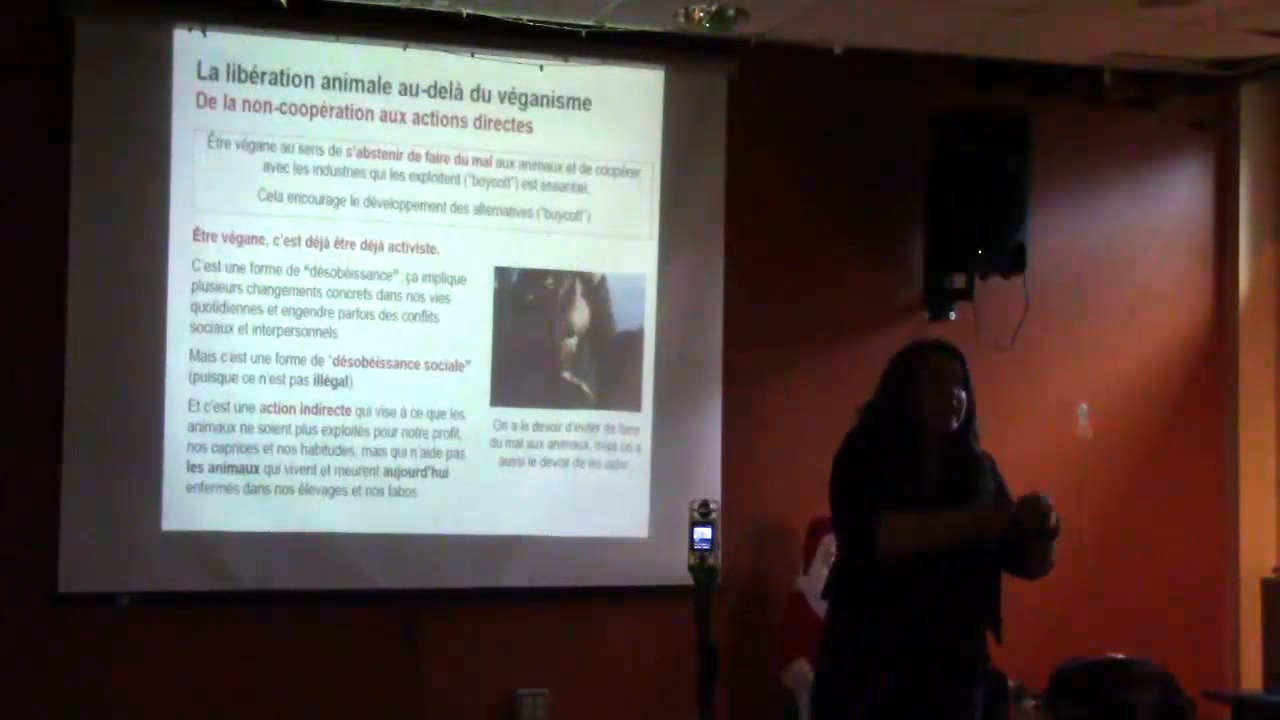 La libération animale au-delà du véganisme
De la non-coopération aux actions directes
Être végane au sens de s'abstenir de faire du mal aux animaux et de coopérer
avec les industries qui les exploitent ("boycott") est essentiel.
Cela encourage le développement des alternatives ("buycott")
Être végane, c'est déjà être déjà activiste.
C'est une forme de "désobéissance", ça implique
plusieurs changements concrets dans nos vies
quotidiennes et engendre parfois des conflits
sociaux et interpersonnels
Mais c'est une forme de "désobéissance sociale"
(puisque ce n'est pas illégal)
Et c'est une action indirecte qui vise à ce que les
animaux ne soient plus exploités pour notre profit,
nos caprices et nos habitudes, mais qui n'aide pas
les animaux qui vivent et meurent aujourd'hui
enfermés dans nos élevages et nos labos.
On a le devoir d'éviter de faire
du mal aux animaux, mais on a
aussi le devoir de les aider.